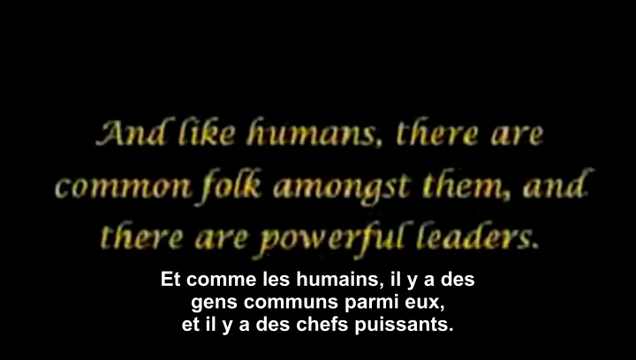 And like humans, there are
common folk amongst them, and
there are powerful leaders.
Et comme les humains, il y a des
gens communs parmi eux,
et il y a des chefs puissants.